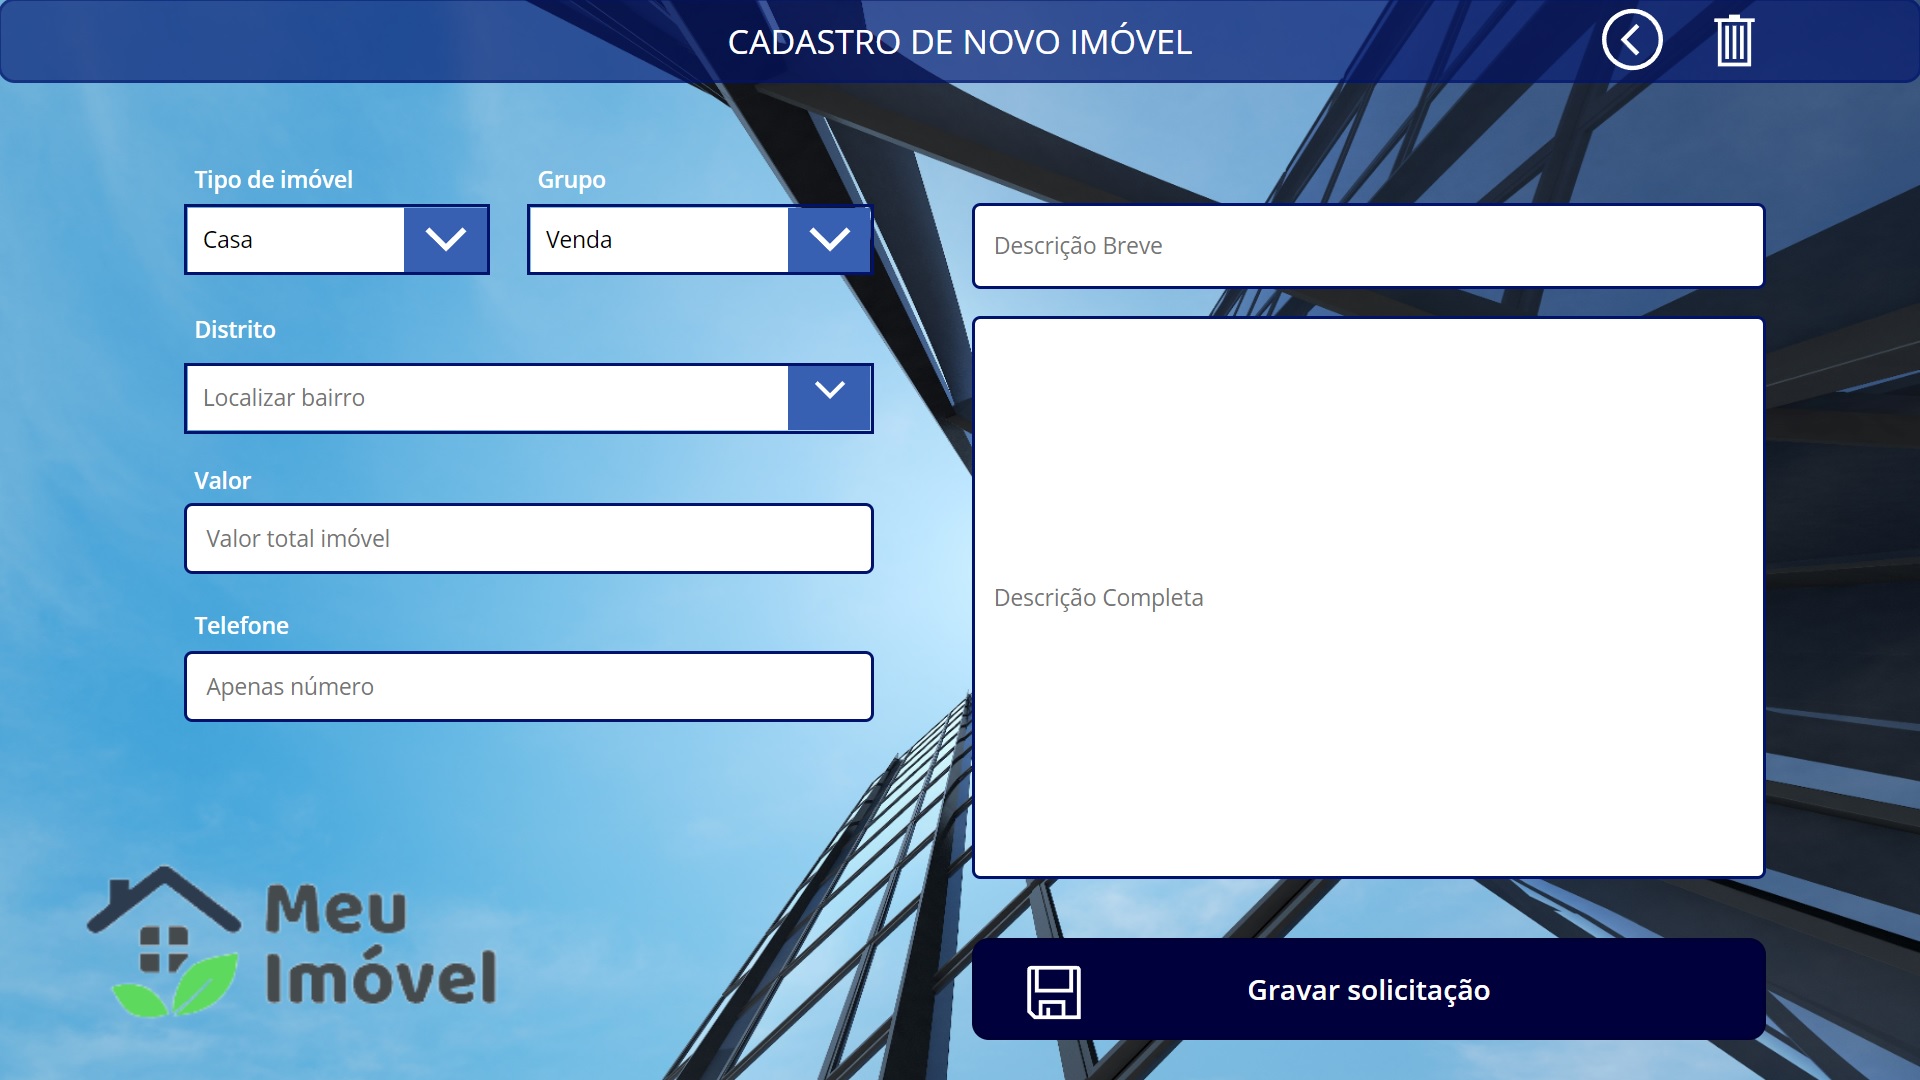 CADASTRO DE NOVO IMÓVEL
Tipo de imóvel
Grupo
Casa
Venda
Distrito
Localizar bairro
Valor
Valor total imóvel
Telefone
Apenas número
Descrição Breve
Descrição Completa
Meu
Imóvel
Gravar solicitação